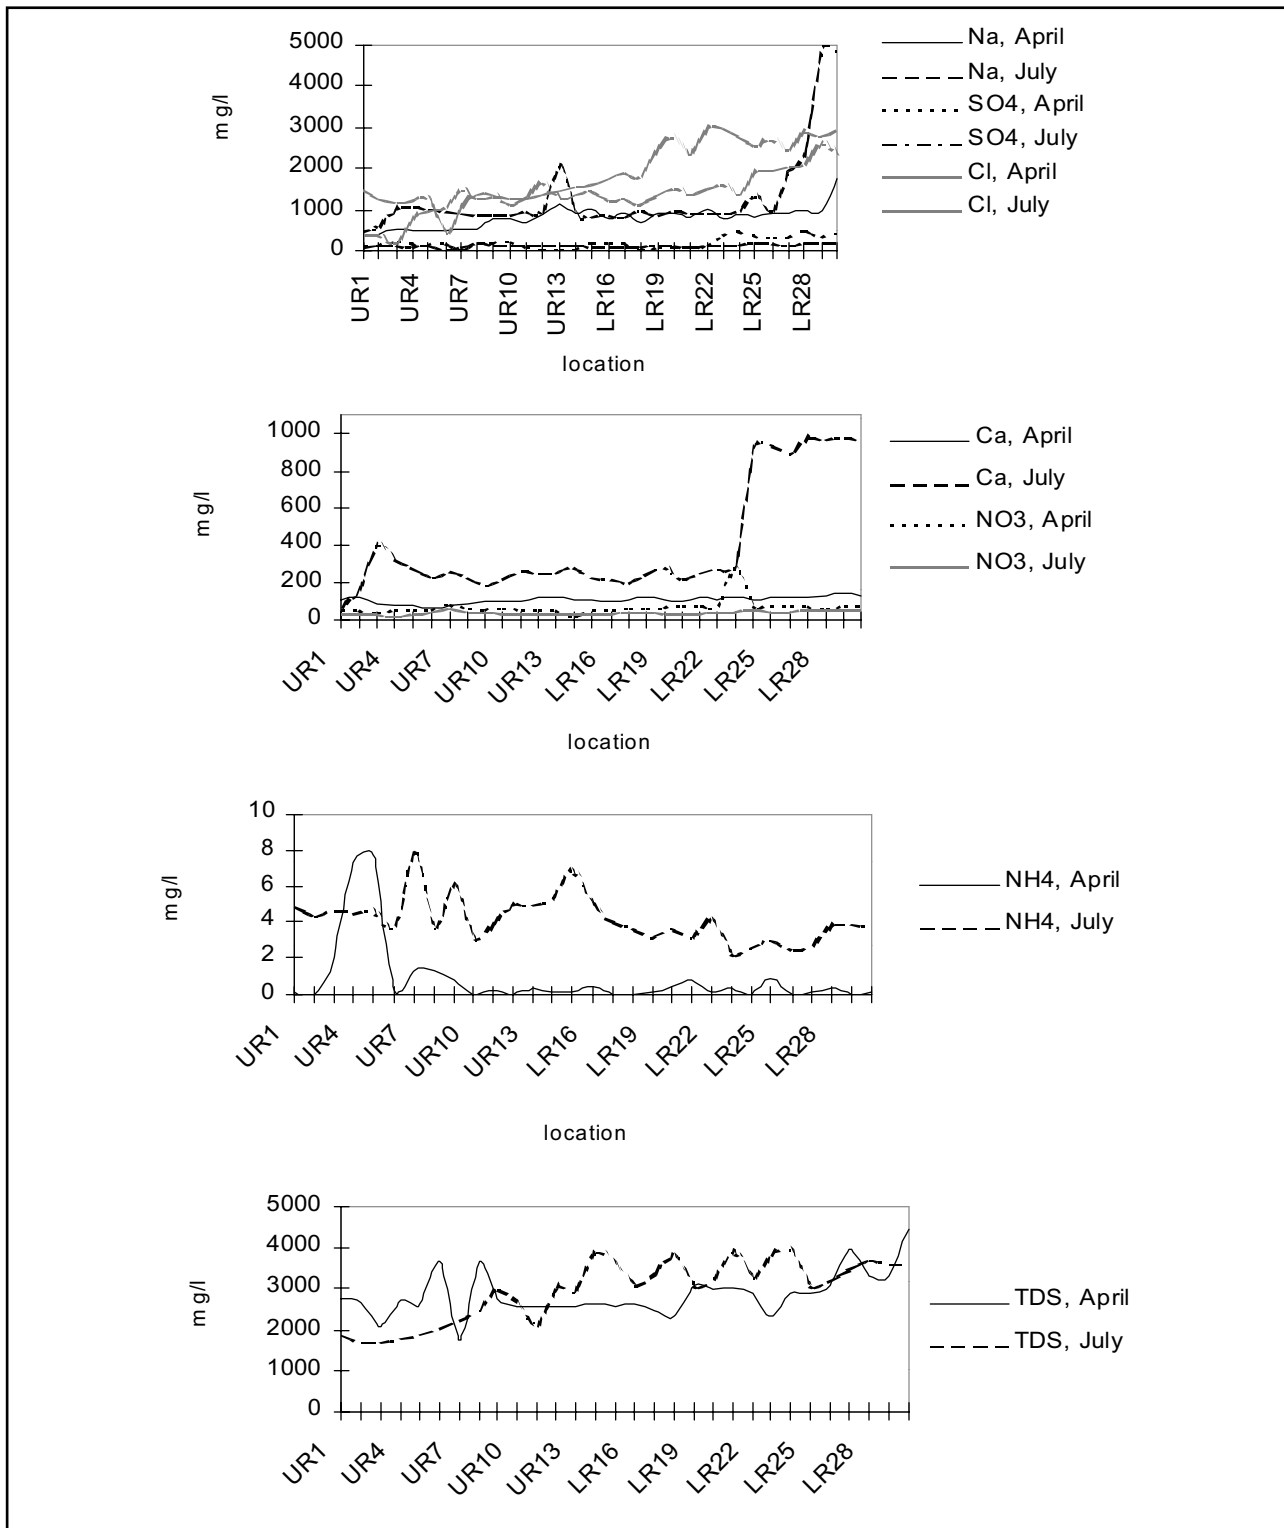 5000
4000
3000
2000
1000
0
mg/l
UR1
UR4
UR7
UR10
UR13
LR16
LR19
LR22
LR25
LR28
location
Na, April
Na, July
SO4, April
SO4, July
Cl, April
Cl, July
1000
800
600
400
200
0
mg/l
UR1
UR4
UR7
UR10
UR13
LR16
LR19
LR22
LR25
LR28
location
Ca, April
Ca, July
NO3, April
NO3, July
10
8
6
4
2
0
mg/l
UR1
UR4
UR7
UR10
UR13
LR16
LR19
LR22
LR25
LR28
location
NH4, April
NH4, July
5000
4000
3000
2000
1000
0
mg/l
UR1
UR4
UR7
UR10
UR13
LR16
LR19
LR22
LR25
LR28
TDS, April
TDS, July